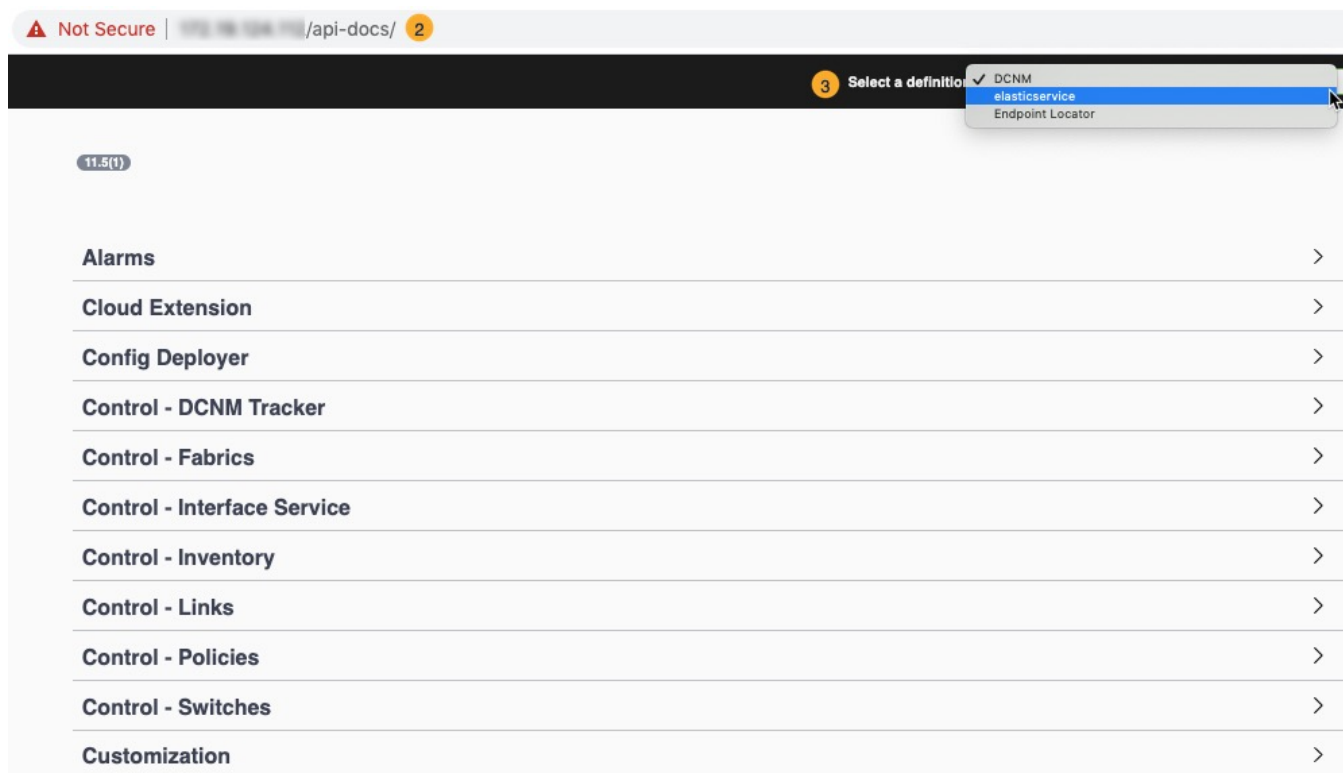 Not Secure /api-docs/ 2
3 Select a definition ✓ DCNM
elasticservice
Endpoint Locator
11.5(1)
Alarms
Cloud Extension
Config Deployer
Control - DCNM Tracker
Control - Fabrics
Control - Interface Service
Control - Inventory
Control - Links
Control - Policies
Control - Switches
Customization